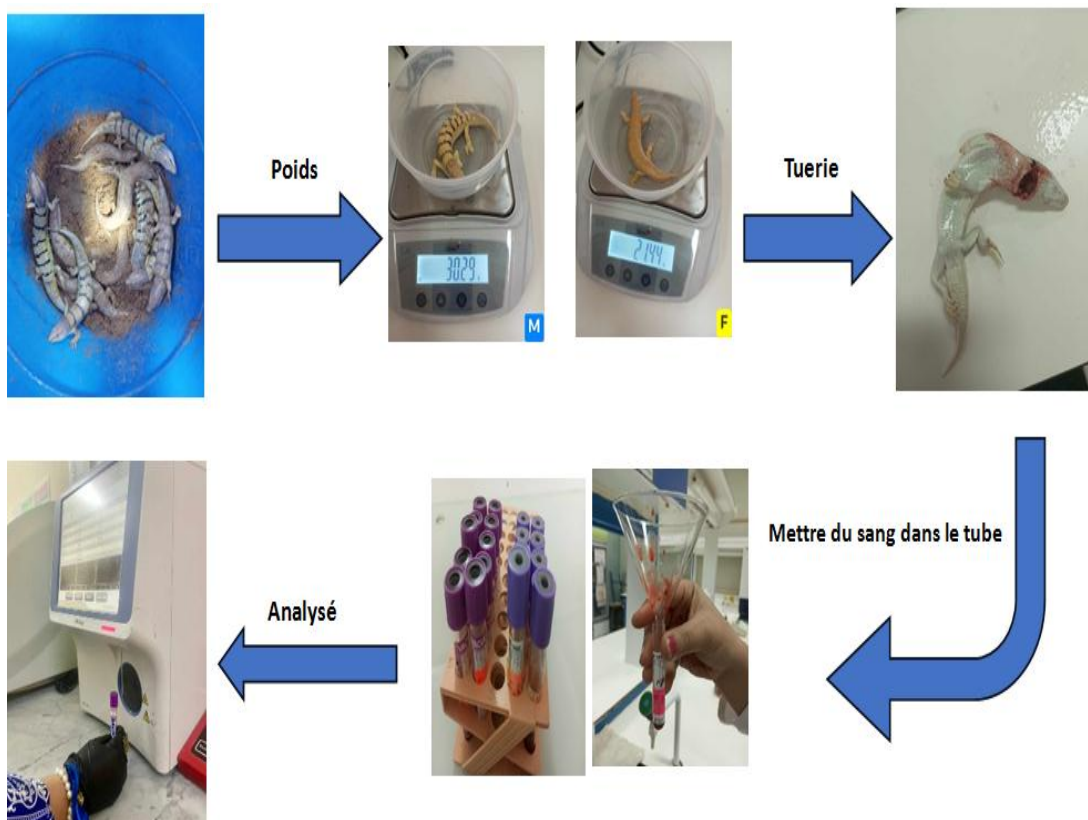 Poids
Tuerie
30.29
21.44
M
F
Mettre du sang dans le tube
Analysé